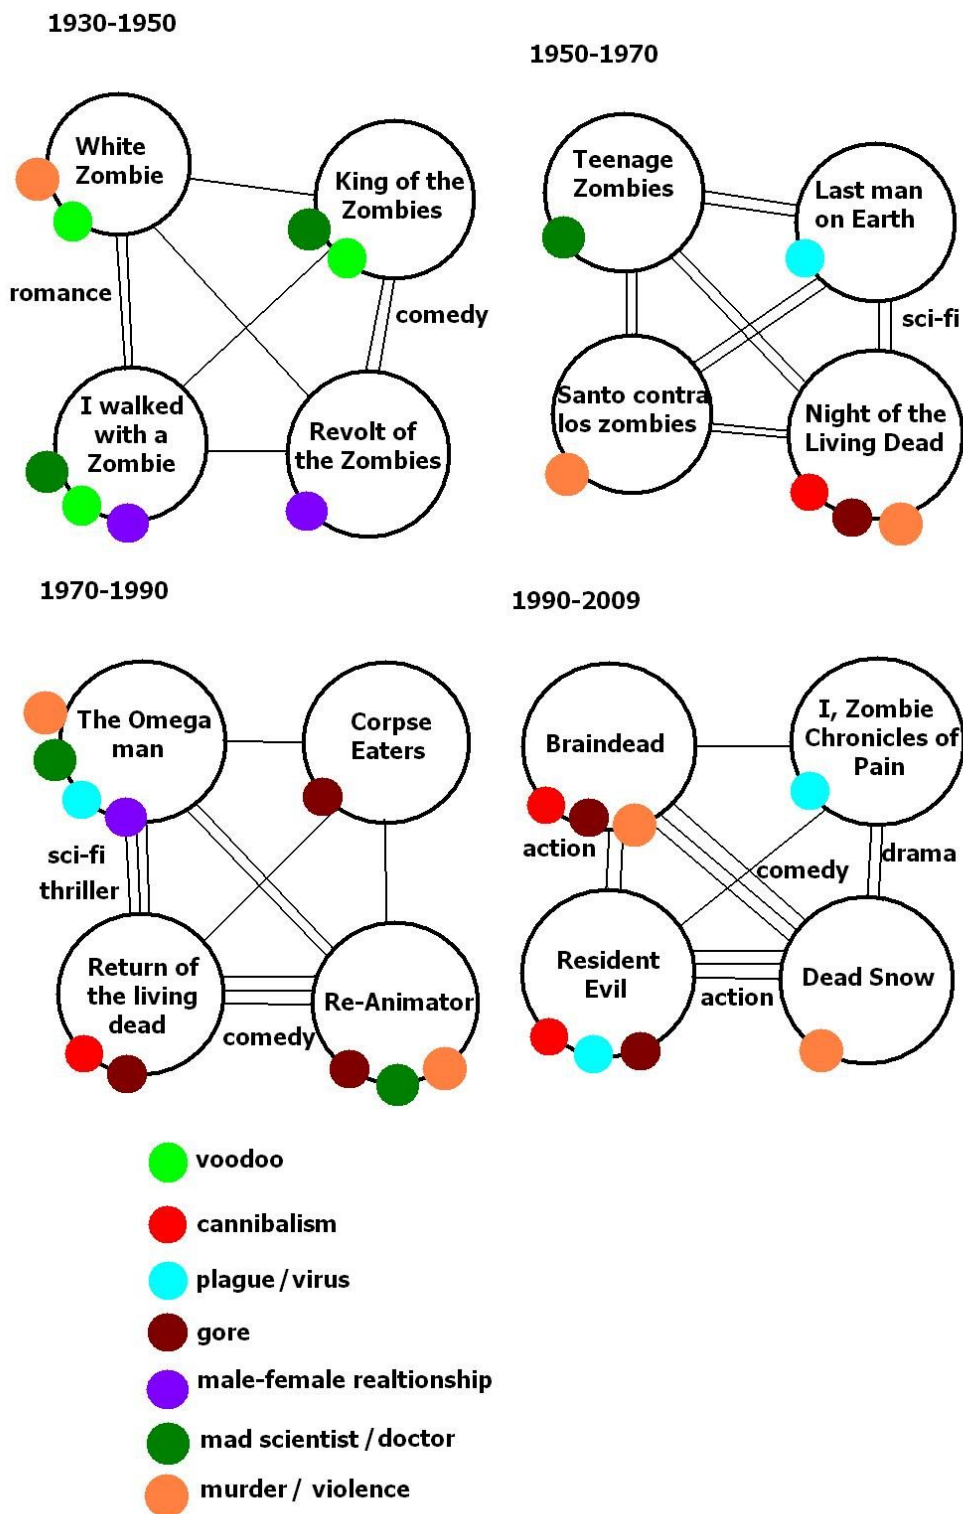 1930-1950
White
Zombie
King of the
Zombies
romance
comedy
I walked
with a
Zombie
Revolt of
the Zombies
1950-1970
Teenage
Zombies
Last man
on Earth
sci-fi
Santo contra
los zombies
Night of the
Living Dead
1970-1990
The Omega
man
Corpse
Eaters
sci-fi
thriller
Return of
the living
dead
comedy
Re-Animator
1990-2009
Braindead
I, Zombie
Chronicles of
Pain
action
comedy
drama
Resident
Evil
action
Dead Snow
voodoo
cannibalism
plague/virus
gore
male-female realtionship
mad scientist/doctor
murder/ violence